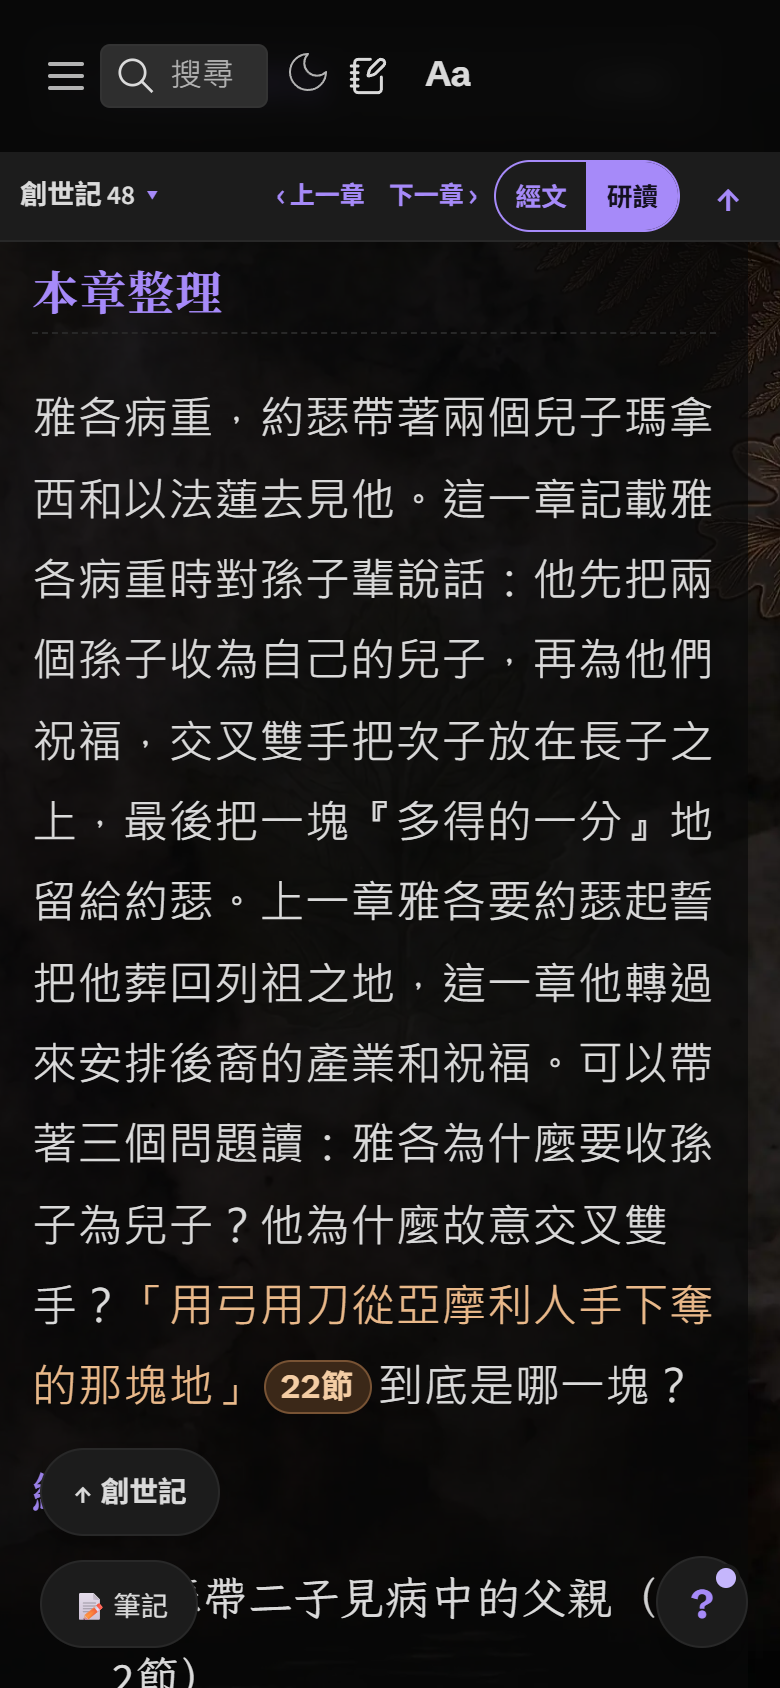 搜尋
Aa
創世記 48 ▾ ‹上一章 下一章› 經文 研讀 ↑
本章整理
雅各病重，約瑟帶著兩個兒子瑪拿
西和以法蓮去見他。這一章記載雅
各病重時對孫子輩說話：他先把兩
個孫子收為自己的兒子，再為他們
祝福，交叉雙手把次子放在長子之
上，最後把一塊『多得的一分』地
留給約瑟。上一章雅各要約瑟起誓
把他葬回列祖之地，這一章他轉過
來安排後裔的產業和祝福。可以帶
著三個問題讀：雅各為什麼要收孫
子為兒子？他為什麼故意交叉雙
手？「用弓用刀從亞摩利人手下奪
的那塊地」22節 到底是哪一塊？
↑ 創世記
帶二子見病中的父親（
筆記
?
2節）